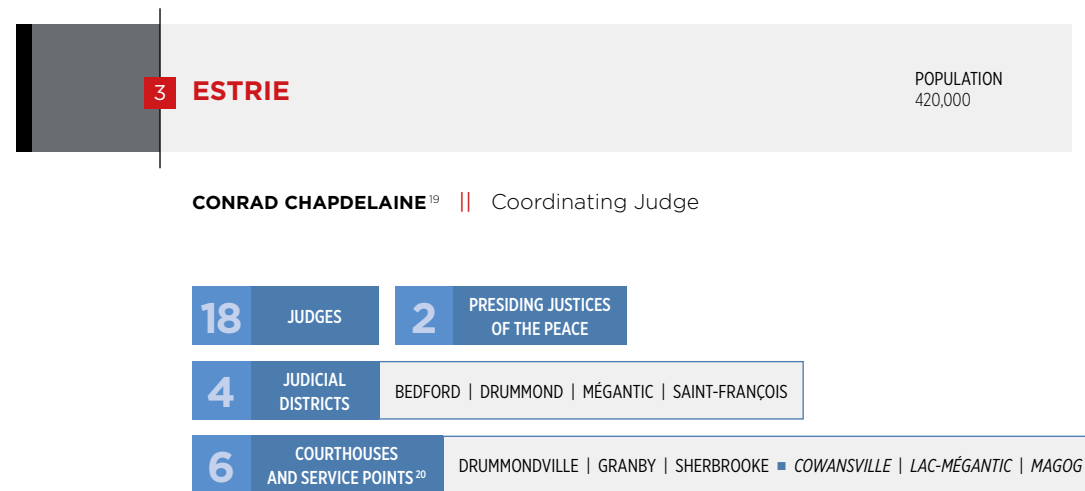 3 ESTRIE
POPULATION
420,000
CONRAD CHAPDELAINE 19 || Coordinating Judge
18 JUDGES
2 PRESIDING JUSTICES
OF THE PEACE
4 JUDICIAL
DISTRICTS
BEDFORD | DRUMMOND | MÉGANTIC | SAINT-FRANÇOIS
6 COURTHOUSES
AND SERVICE POINTS 20
DRUMMONDVILLE | GRANBY | SHERBROOKE ■ COWANSVILLE | LAC-MÉGANTIC | MAGOG